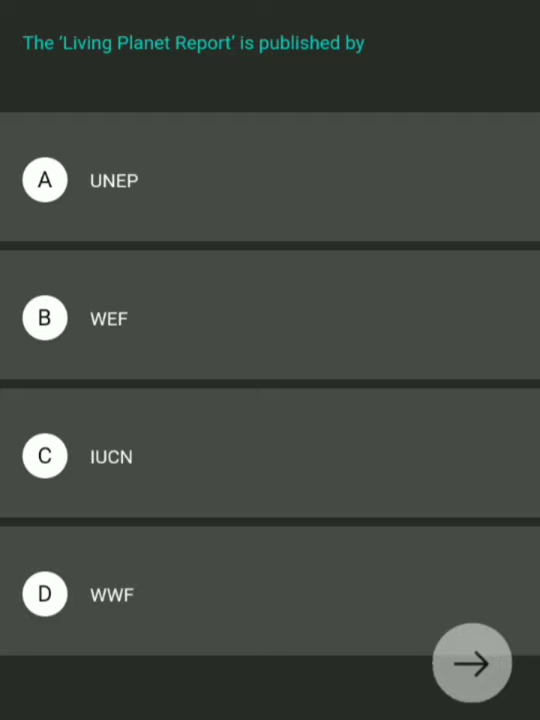 The ‘Living Planet Report’ is published by
A UNEP
B WEF
C IUCN
D WWF